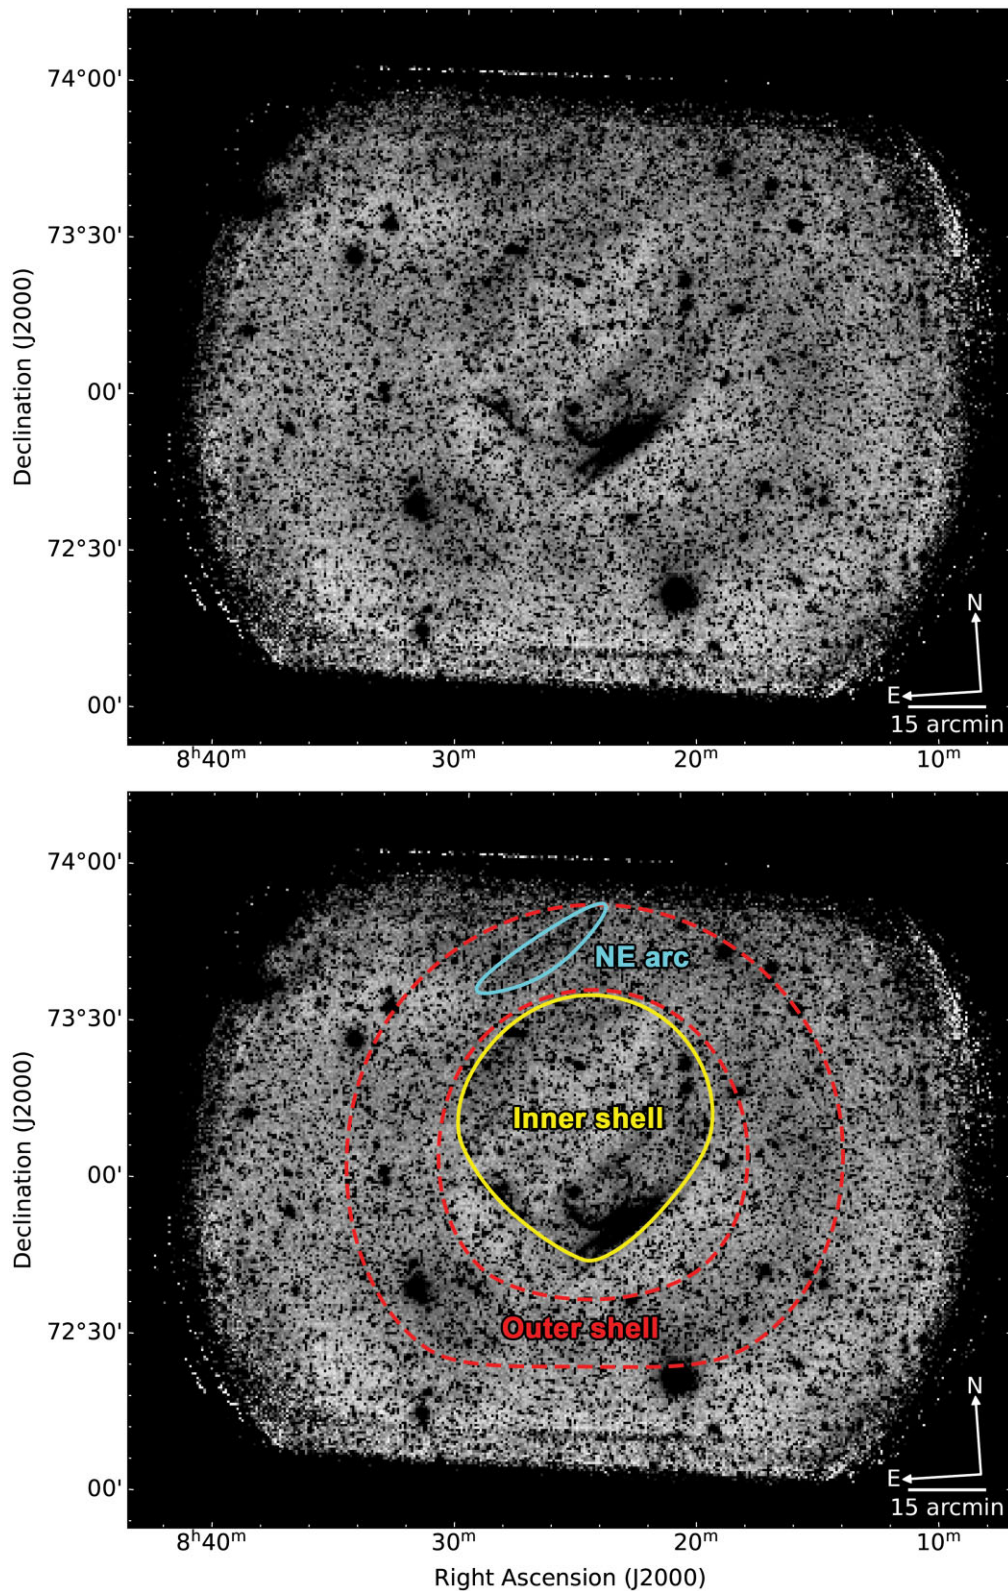 74°00'
73°30'
00'
72°30'
00'
Declination (J2000)
N
E
15 arcmin
8ʰ40ᵐ
30ᵐ
20ᵐ
10ᵐ
74°00'
73°30'
00'
72°30'
00'
Declination (J2000)
NE arc
Inner shell
Outer shell
N
E
15 arcmin
8ʰ40ᵐ
30ᵐ
20ᵐ
10ᵐ
Right Ascension (J2000)